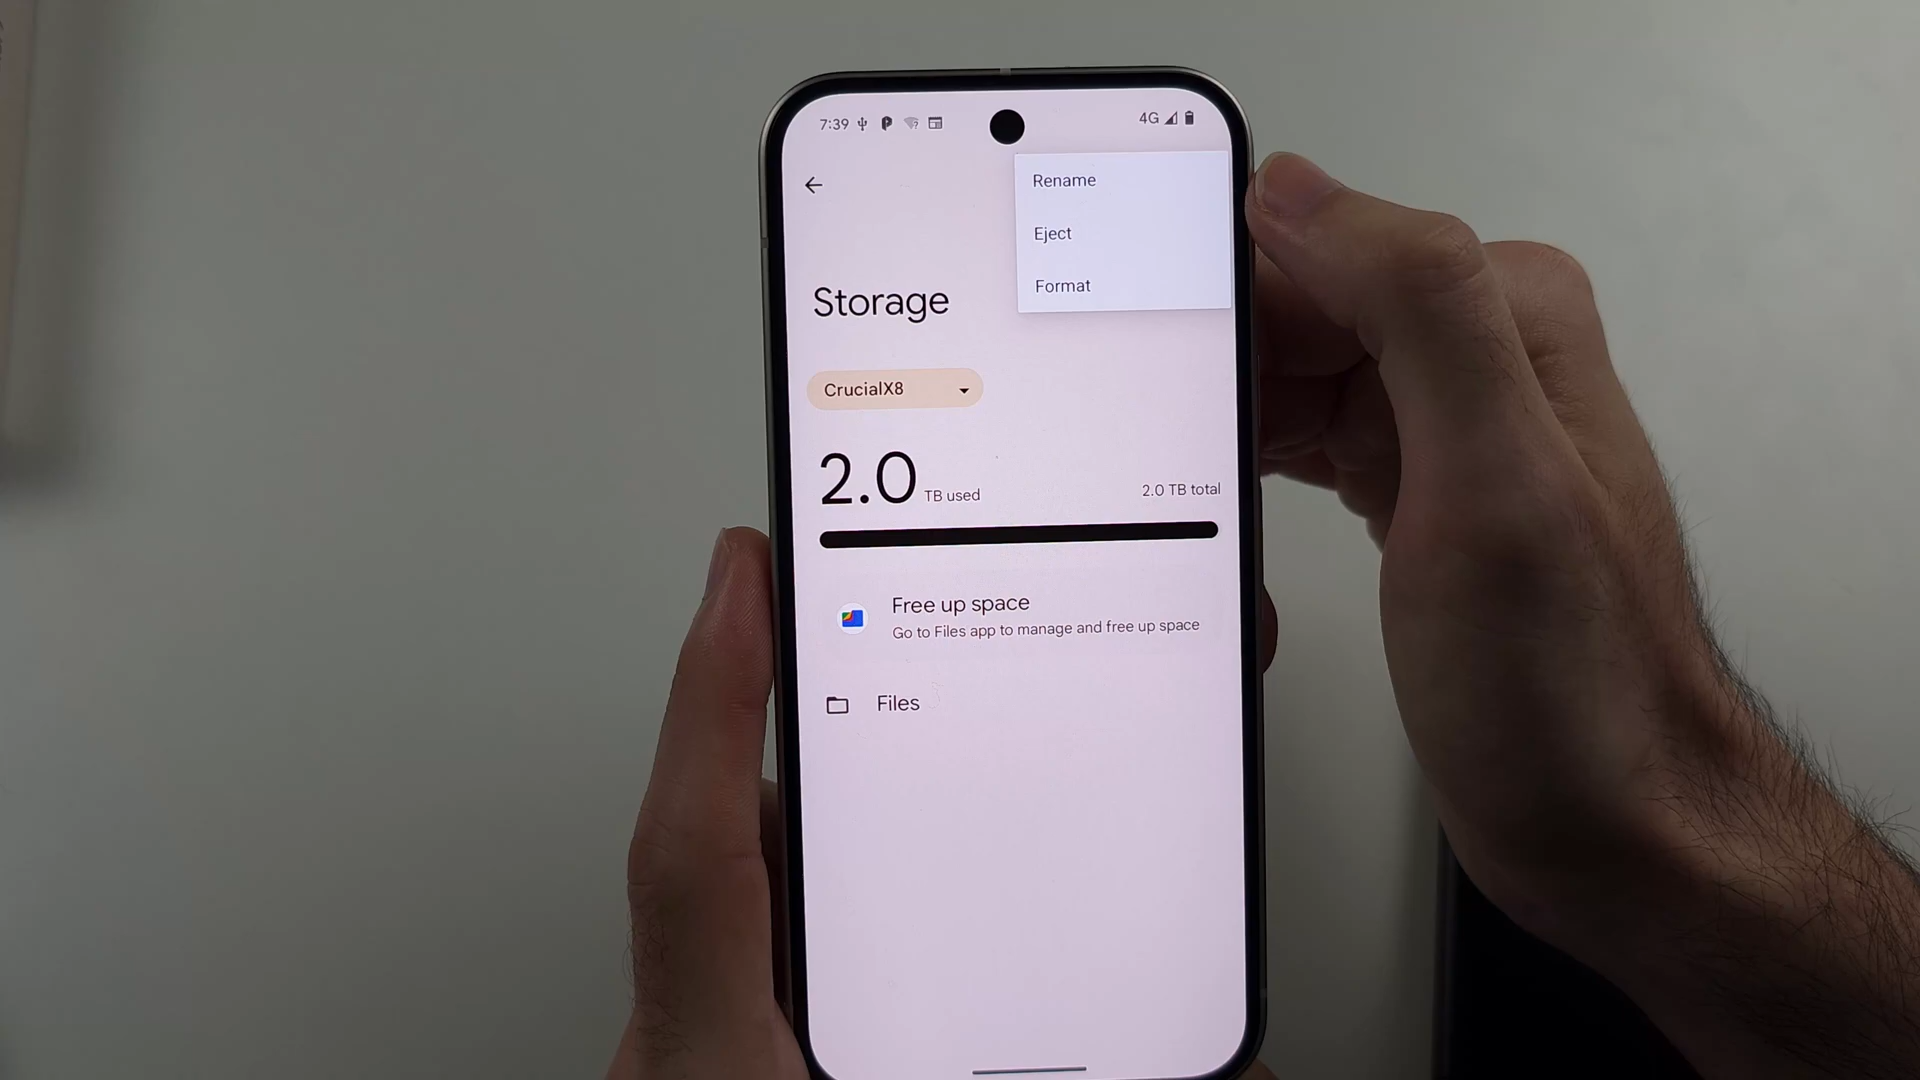 7:39
4G
Rename
Eject
Format
Storage
CrucialX8
2.0 TB used
2.0 TB total
Free up space
Go to Files app to manage and free up space
Files